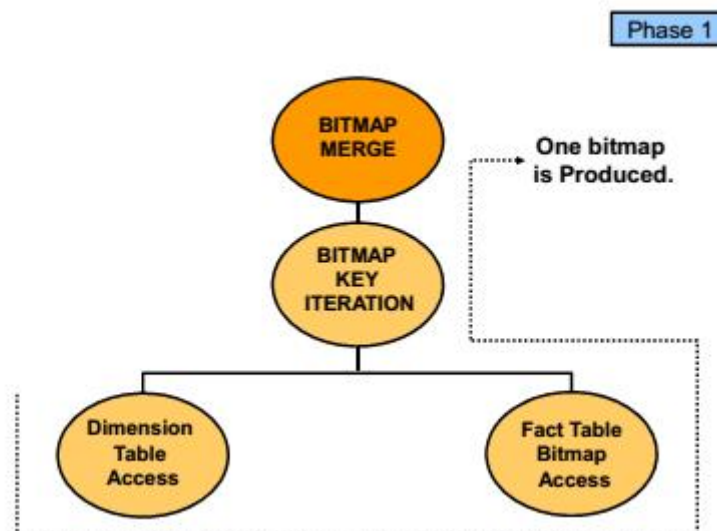 Phase 1
BITMAP
MERGE
One bitmap
is Produced.
BITMAP
KEY
ITERATION
Dimension
Table
Access
Fact Table
Bitmap
Access